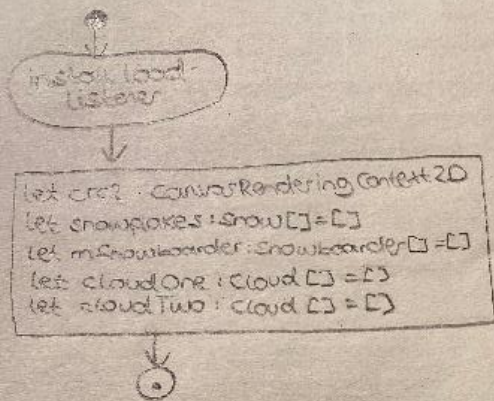 install load-
Listener
let crc2 : CanvasRenderingContext2D
let snowflakes : Snow[] = []
let mSnowboarder : Snowboarder[] = []
let cloudOne : Cloud [] = []
let cloudTwo : Cloud [] = []